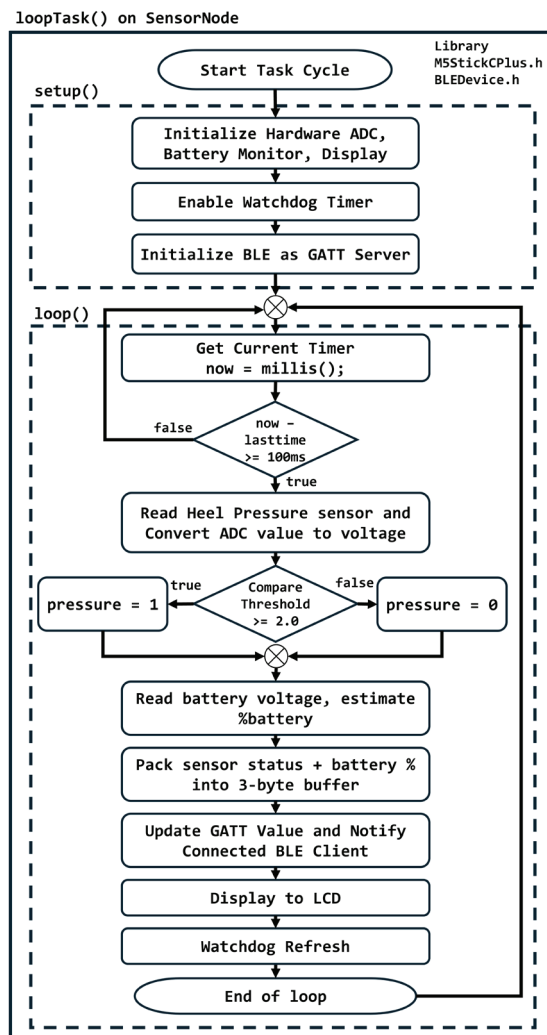 loopTask() on SensorNode
Library
M5StickCPlus.h
BLEDevice.h
Start Task Cycle
setup()
Initialize Hardware ADC,
Battery Monitor, Display
Enable Watchdog Timer
Initialize BLE as GATT Server
loop()
Get Current Timer
now = millis();
false
now –
lasttime
>= 100ms
true
Read Heel Pressure sensor and
Convert ADC value to voltage
pressure = 1
true
Compare
Threshold
>= 2.0
false
pressure = 0
Read battery voltage, estimate
%battery
Pack sensor status + battery %
into 3-byte buffer
Update GATT Value and Notify
Connected BLE Client
Display to LCD
Watchdog Refresh
End of loop